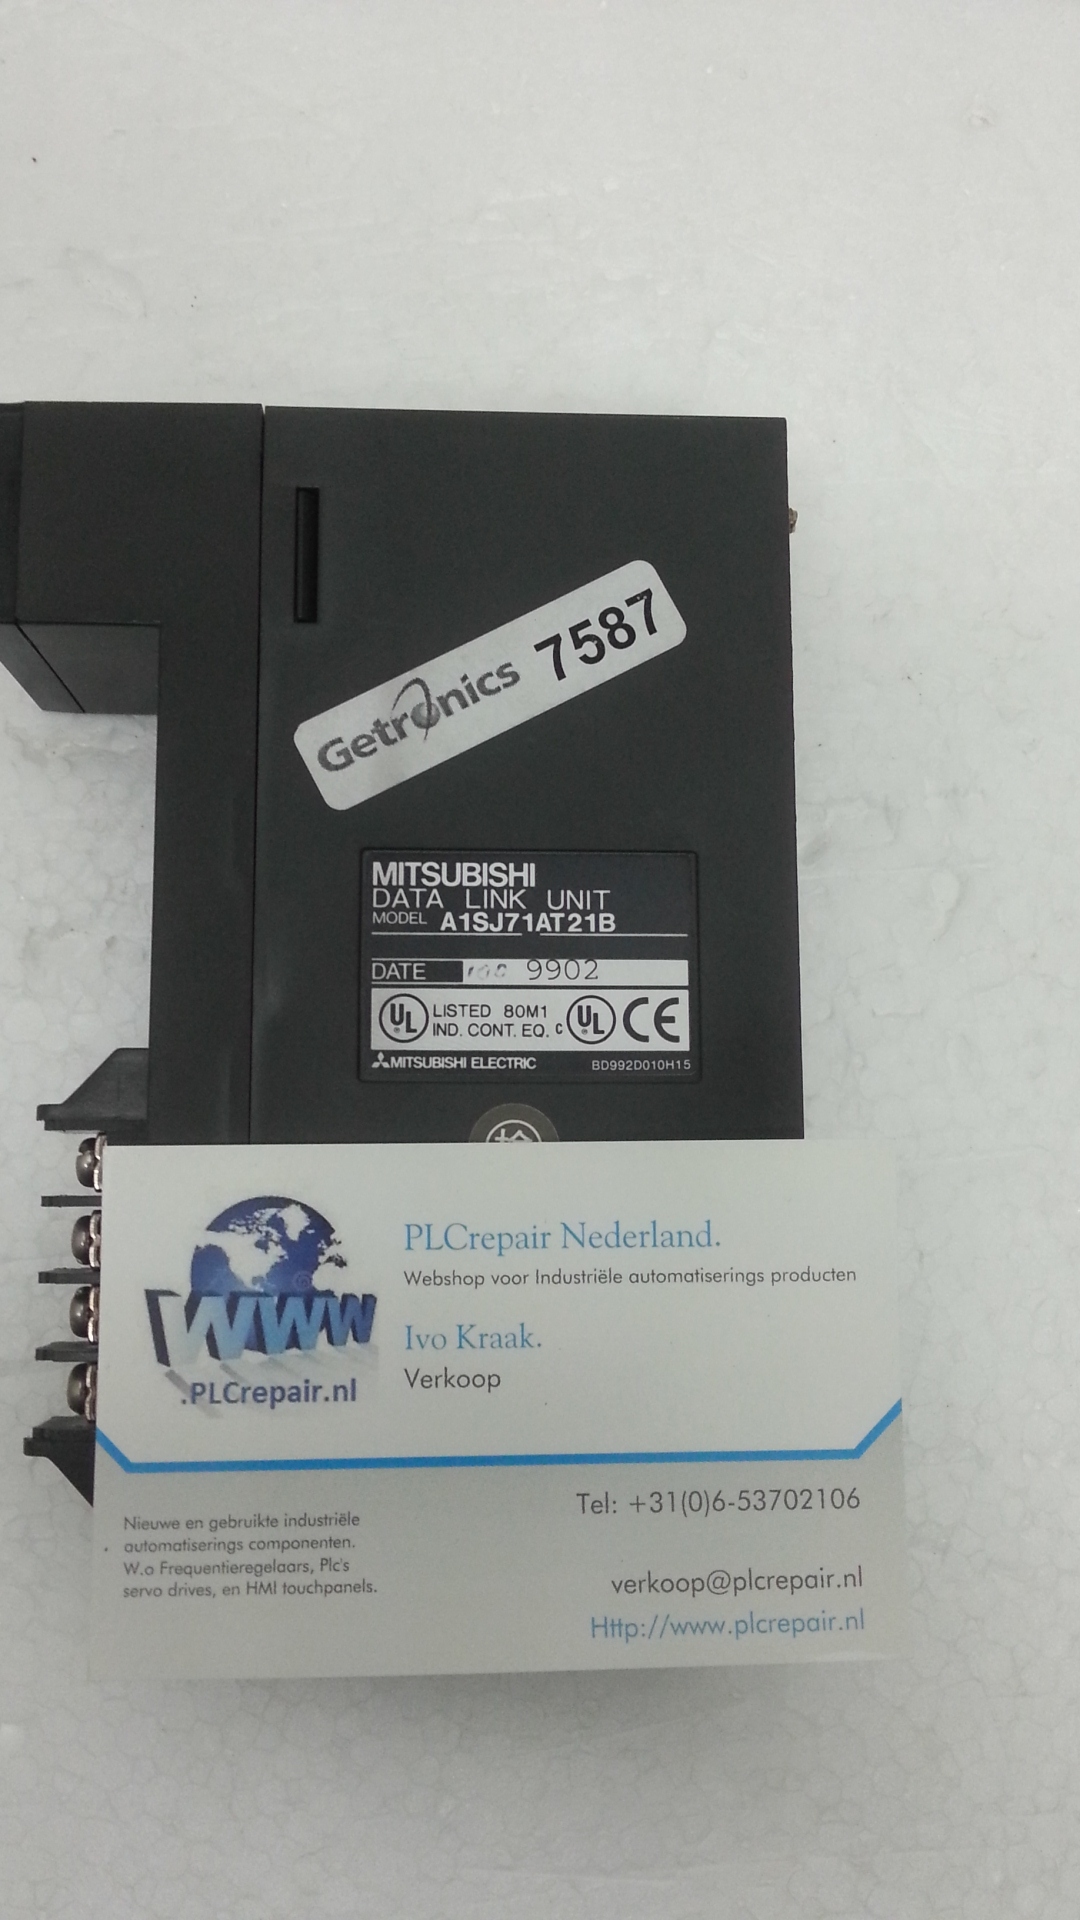 Getronics 7587
MITSUBISHI
DATA LINK UNIT
MODEL A1SJ71AT21B
DATE 9902
UL LISTED 80M1 C UL CE
IND. CONT. EQ.
MITSUBISHI ELECTRIC BD992D010H15
PLCrepair Nederland.
Webshop voor Industriële automatiserings producten
Ivo Kraak.
Verkoop
WWW
.PLCrepair.nl
Tel: +31(0)6-53702106
Nieuwe en gebruikte industriële
automatiserings componenten.
W.o Frequentieregelaars, Plc's
servo drives, en HMI touchpanels.
verkoop@plcrepair.nl
Http://www.plcrepair.nl